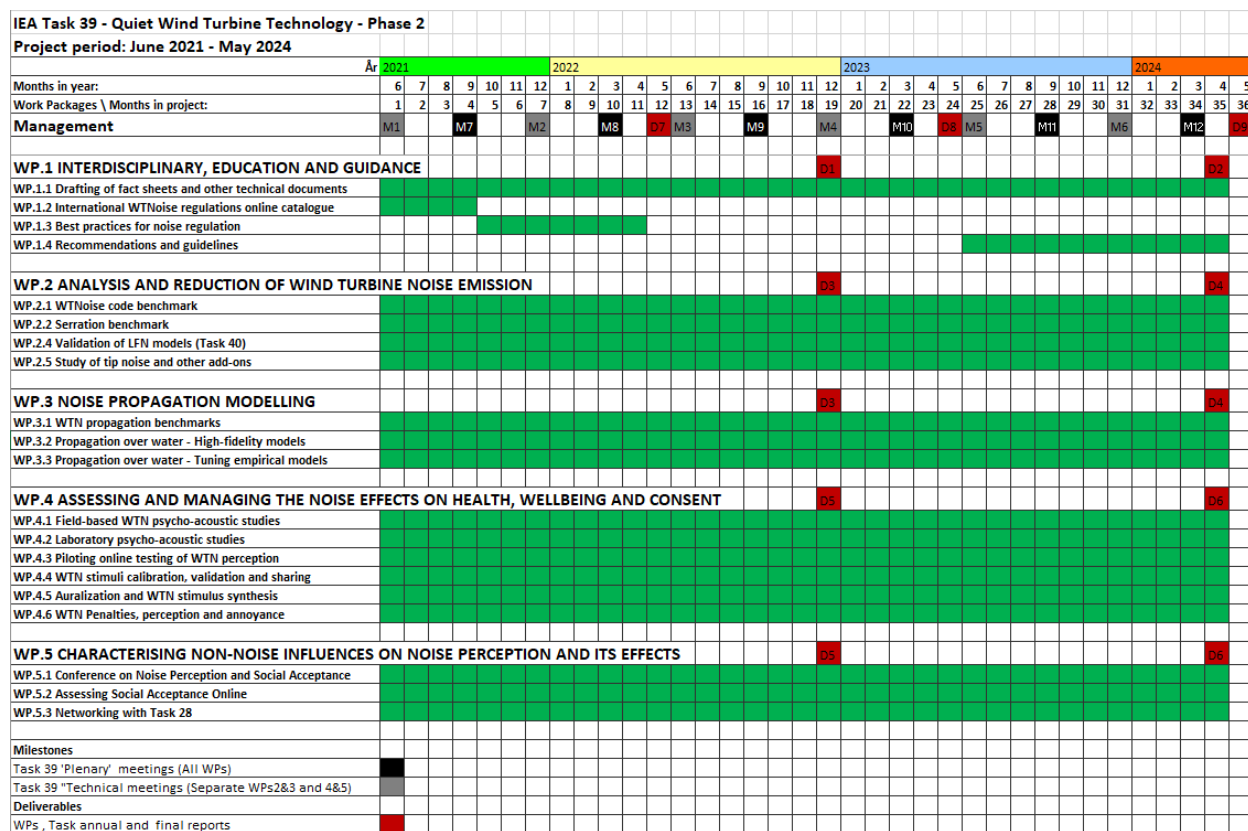 IEA Task 39 - Quiet Wind Turbine Technology - Phase 2
Project period: June 2021 - May 2024
År 2021 2022 2023 2024
Months in year: 6 7 8 9 10 11 12 1 2 3 4 5 6 7 8 9 10 11 12 1 2 3 4 5 6 7 8 9 10 11 12 1 2 3 4 5
Work Packages \ Months in project: 1 2 3 4 5 6 7 8 9 10 11 12 13 14 15 16 17 18 19 20 21 22 23 24 25 26 27 28 29 30 31 32 33 34 35 36
Management M1 M7 M2 M8 D7 M3 M9 M4 M10 D8 M5 M11 M6 M12 D9
WP.1 INTERDISCIPLINARY, EDUCATION AND GUIDANCE D1 D2
WP.1.1 Drafting of fact sheets and other technical documents
WP.1.2 International WTNoise regulations online catalogue
WP.1.3 Best practices for noise regulation
WP.1.4 Recommendations and guidelines
WP.2 ANALYSIS AND REDUCTION OF WIND TURBINE NOISE EMISSION D3 D4
WP.2.1 WTNoise code benchmark
WP.2.2 Serration benchmark
WP.2.4 Validation of LFN models (Task 40)
WP.2.5 Study of tip noise and other add-ons
WP.3 NOISE PROPAGATION MODELLING D3 D4
WP.3.1 WTN propagation benchmarks
WP.3.2 Propagation over water - High-fidelity models
WP.3.3 Propagation over water - Tuning empirical models
WP.4 ASSESSING AND MANAGING THE NOISE EFFECTS ON HEALTH, WELLBEING AND CONSENT D5 D6
WP.4.1 Field-based WTN psycho-acoustic studies
WP.4.2 Laboratory psycho-acoustic studies
WP.4.3 Piloting online testing of WTN perception
WP.4.4 WTN stimuli calibration, validation and sharing
WP.4.5 Auralization and WTN stimulus synthesis
WP.4.6 WTN Penalties, perception and annoyance
WP.5 CHARACTERISING NON-NOISE INFLUENCES ON NOISE PERCEPTION AND ITS EFFECTS D5 D6
WP.5.1 Conference on Noise Perception and Social Acceptance
WP.5.2 Assessing Social Acceptance Online
WP.5.3 Networking with Task 28
Milestones
Task 39 'Plenary' meetings (All WPs)
Task 39 "Technical meetings (Separate WPs2&3 and 4&5)
Deliverables
WPs , Task annual and final reports